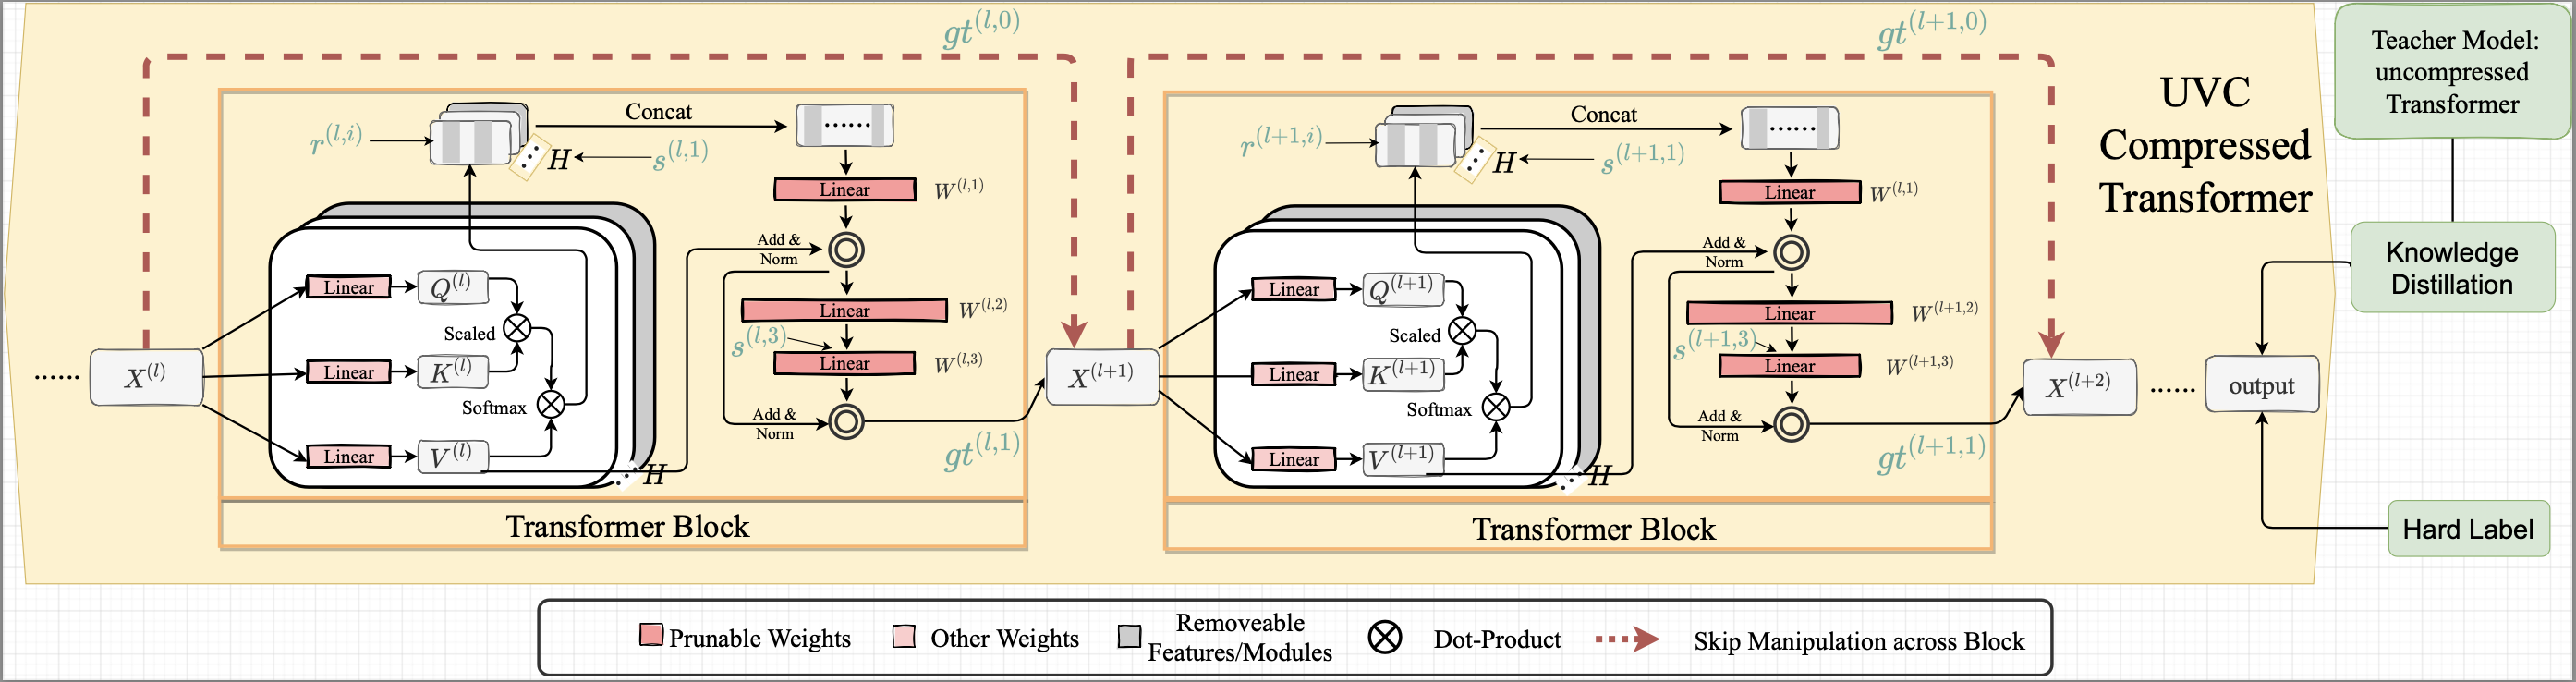 gt^(l,0)
gt^(l+1,0)
Teacher Model:
uncompressed
Transformer
UVC
Compressed
Transformer
r^(l,i)
Concat
......
H
s^(l,1)
Linear
W^(l,1)
Add &
Norm
Linear
Q^(l)
Scaled
Linear
K^(l)
Softmax
Linear
V^(l)
H
Linear
W^(l,2)
s^(l,3)
Linear
W^(l,3)
Add &
Norm
gt^(l,1)
...... X^(l)
Transformer Block
X^(l+1)
r^(l+1,i)
Concat
......
H
s^(l+1,1)
Linear
W^(l,1)
Add &
Norm
Linear
Q^(l+1)
Scaled
Linear
K^(l+1)
Softmax
Linear
V^(l+1)
H
Linear
W^(l+1,2)
s^(l+1,3)
Linear
W^(l+1,3)
Add &
Norm
gt^(l+1,1)
Transformer Block
X^(l+2) ...... output
Knowledge
Distillation
Hard Label
Prunable Weights
Other Weights
Removeable
Features/Modules
Dot-Product
Skip Manipulation across Block